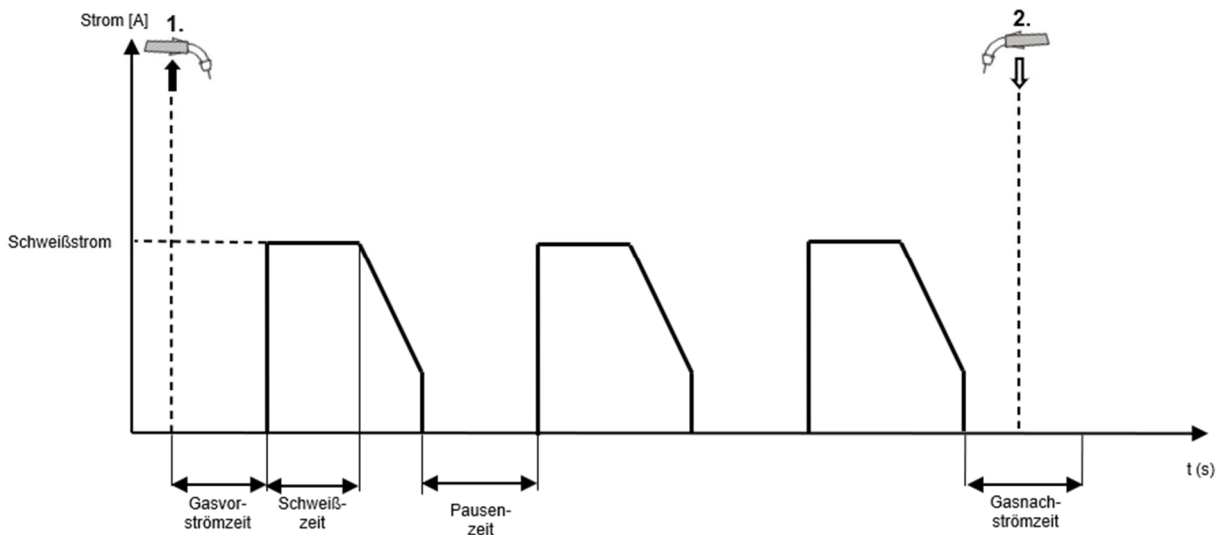 Strom [A]
1.
2.
Schweißstrom
t (s)
Gasvor-
strömzeit
Schweiß-
zeit
Pausen-
zeit
Gasnach-
strömzeit